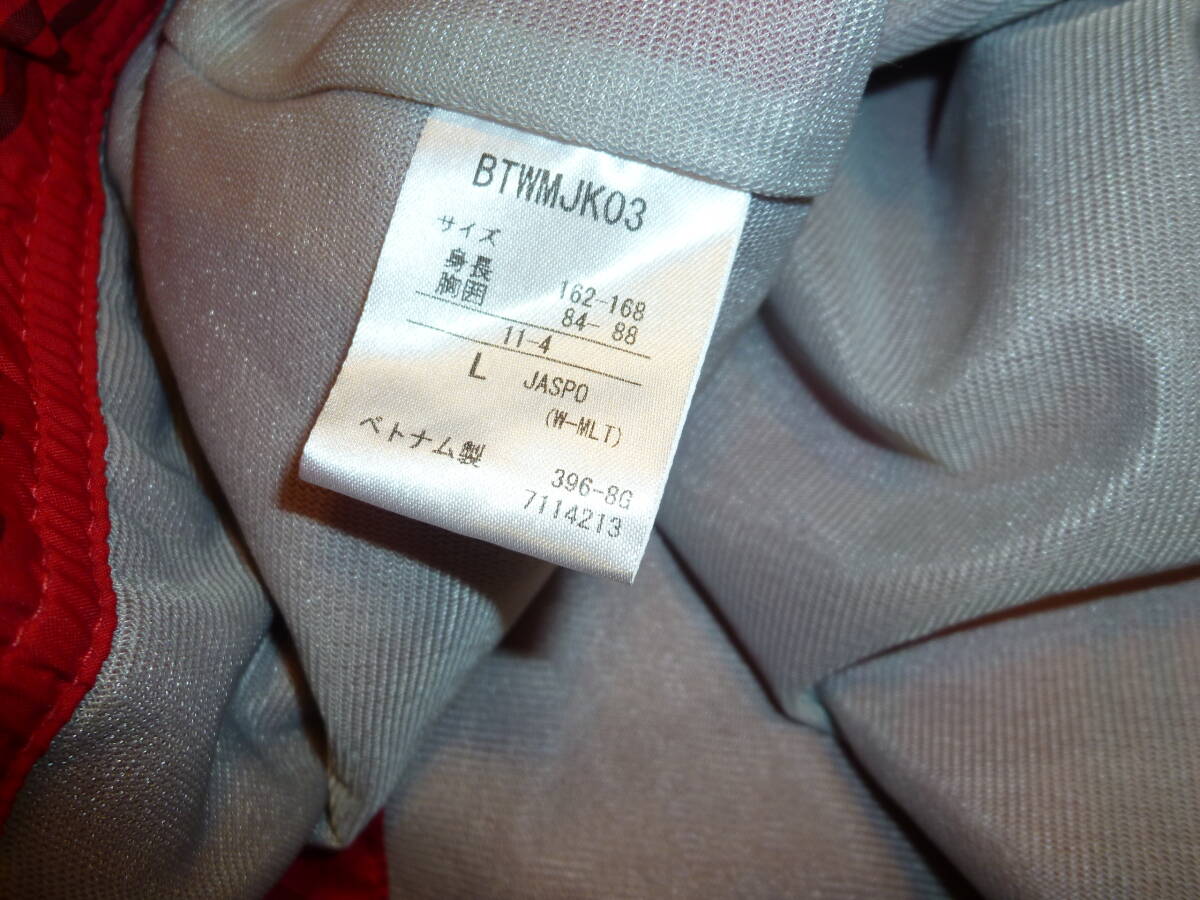 BTWMJK03
サイズ
身長 162-168
胸囲 84- 88
11-4
L JASPO
(W-MLT)
ベトナム製
396-8G
7114213